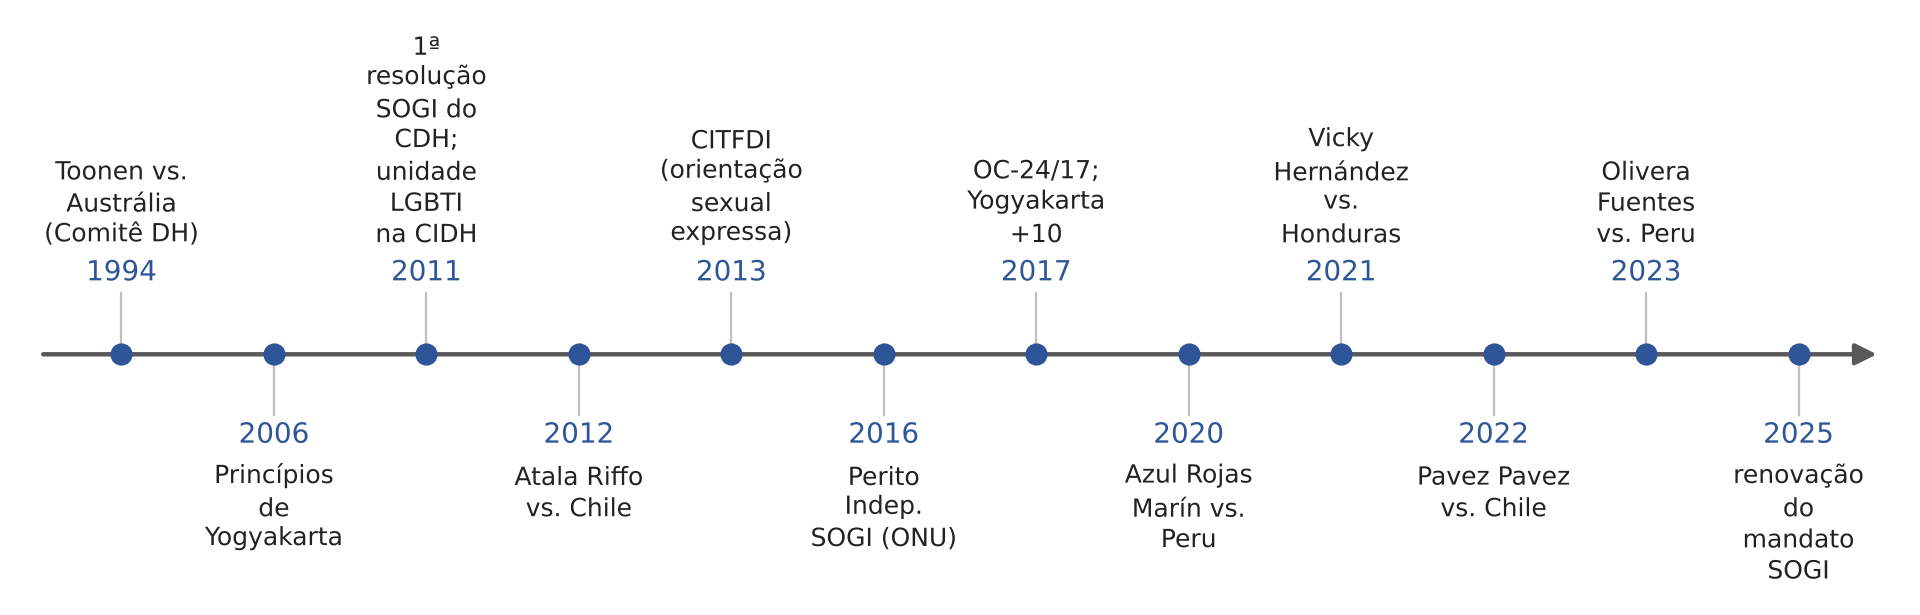 Toonen vs.
Austrália
(Comitê DH)
1994
Princípios
de
Yogyakarta
2006
1ª
resolução
SOGI do
CDH;
unidade
LGBTI
na CIDH
2011
Atala Riffo
vs. Chile
2012
CITFDI
(orientação
sexual
expressa)
2013
Perito
Indep.
SOGI (ONU)
2016
OC-24/17;
Yogyakarta
+10
2017
Azul Rojas
Marín vs.
Peru
2020
Vicky
Hernández
vs.
Honduras
2021
Pavez Pavez
vs. Chile
2022
Olivera
Fuentes
vs. Peru
2023
renovação
do
mandato
SOGI
2025